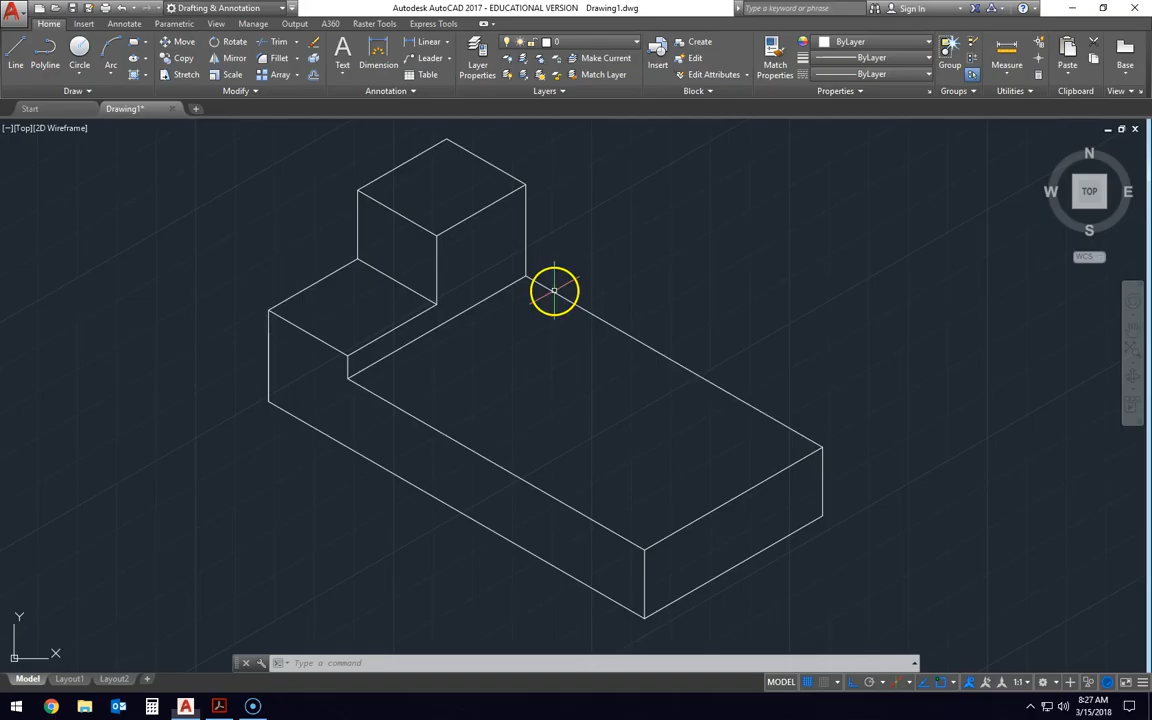 Drafting & Annotation
Autodesk AutoCAD 2017 - EDUCATIONAL VERSION Drawing1.dwg
Type a keyword or phrase
Sign In
Home Insert Annotate Parametric View Manage Output A360 Raster Tools Express Tools
Line Polyline Circle Arc
Move Rotate Trim
Copy Mirror Fillet
Stretch Scale Array
Text Dimension
Linear
Leader
Table
Layer Properties
0
Make Current
Match Layer
Insert
Create
Edit
Edit Attributes
Match Properties
ByLayer
ByLayer
ByLayer
Group
Measure
Paste
Base
Draw Modify Annotation Layers Block Properties Groups Utilities Clipboard View
Start Drawing1*
[−][Top][2D Wireframe]
N
W TOP E
S
WCS
Y
X
Type a command
Model Layout1 Layout2
MODEL 1:1
8:27 AM
3/15/2018